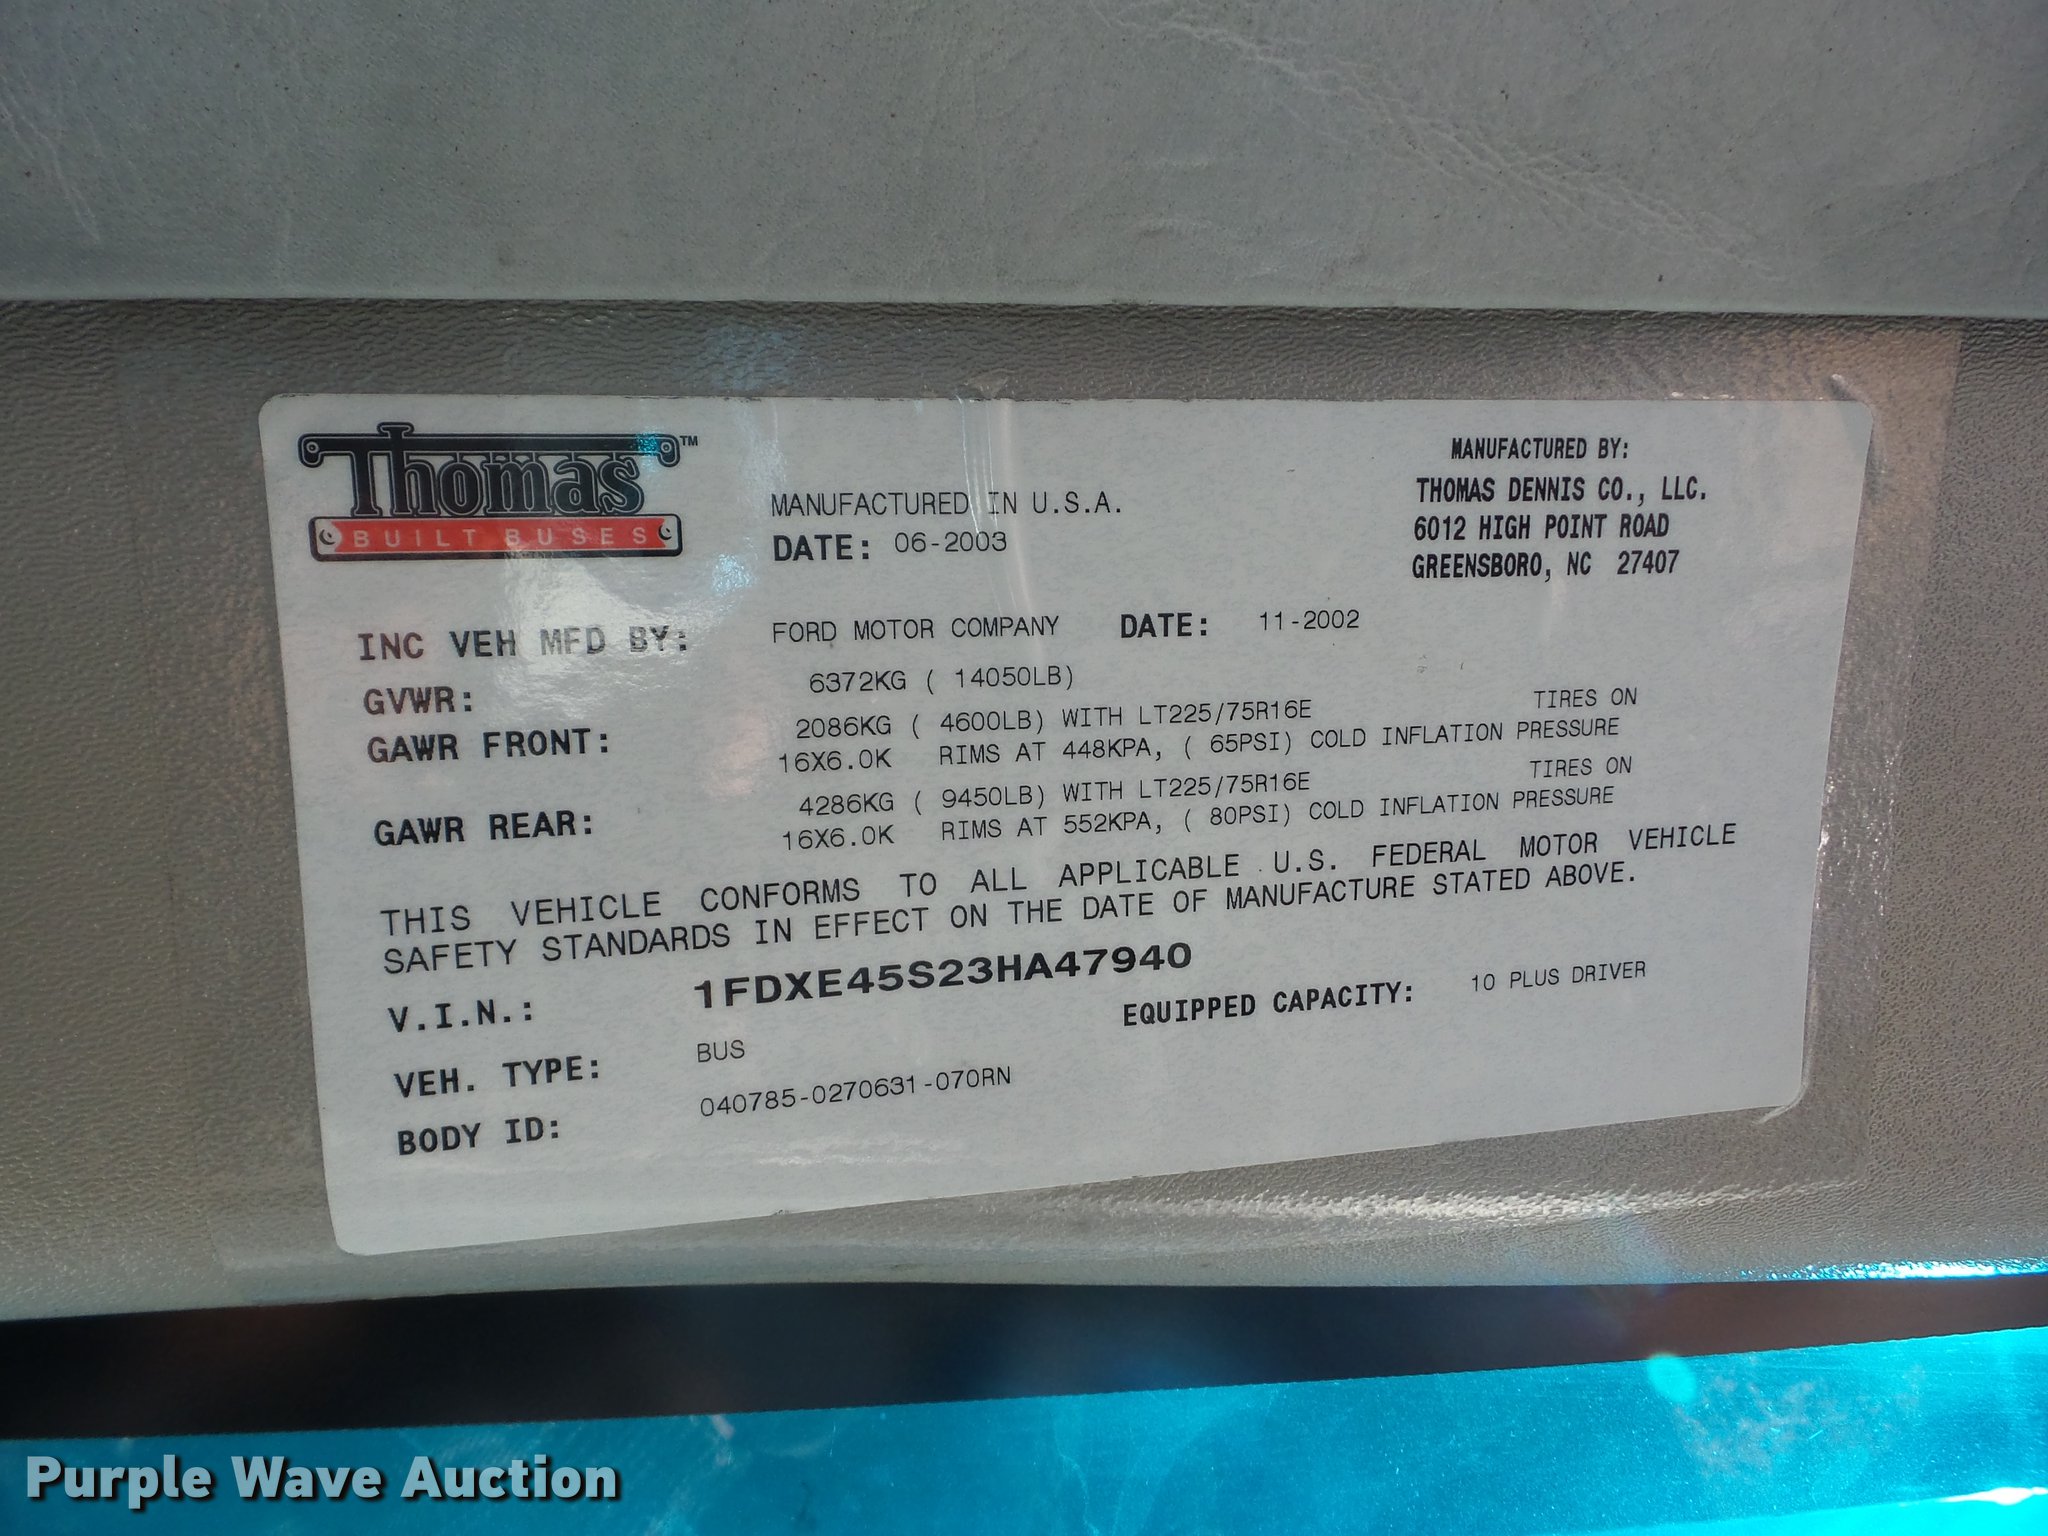 Thomas™
BUILT BUSES
MANUFACTURED IN U.S.A.
DATE: 06-2003
MANUFACTURED BY:
THOMAS DENNIS CO., LLC.
6012 HIGH POINT ROAD
GREENSBORO, NC 27407
INC VEH MFD BY: FORD MOTOR COMPANY DATE: 11-2002
GVWR: 6372KG ( 14050LB)
GAWR FRONT: 2086KG ( 4600LB) WITH LT225/75R16E TIRES ON
16X6.0K RIMS AT 448KPA, ( 65PSI) COLD INFLATION PRESSURE
GAWR REAR: 4286KG ( 9450LB) WITH LT225/75R16E TIRES ON
16X6.0K RIMS AT 552KPA, ( 80PSI) COLD INFLATION PRESSURE
THIS VEHICLE CONFORMS TO ALL APPLICABLE U.S. FEDERAL MOTOR VEHICLE
SAFETY STANDARDS IN EFFECT ON THE DATE OF MANUFACTURE STATED ABOVE.
V.I.N.: 1FDXE45S23HA47940
VEH. TYPE: BUS EQUIPPED CAPACITY: 10 PLUS DRIVER
BODY ID: 040785-0270631-070RN
Purple Wave Auction